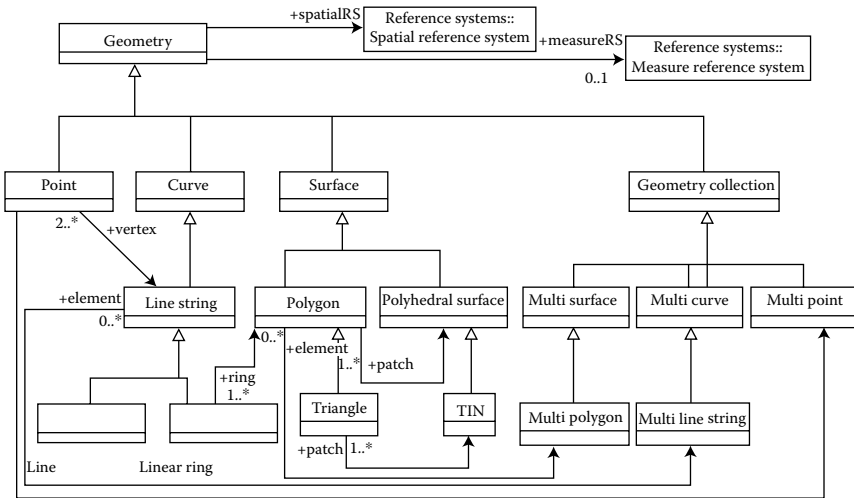 +spatialRS
Reference systems::
Spatial reference system
Geometry
+measureRS
Reference systems::
Measure reference system
0..1
Point
Curve
Surface
Geometry collection
2..*
+vertex
+element
0..*
Line string
Polygon
Polyhedral surface
Multi surface
Multi curve
Multi point
0..*
+element
1..*
+patch
+ring
1..*
Triangle
TIN
Multi polygon
Multi line string
+patch
1..*
Line
Linear ring